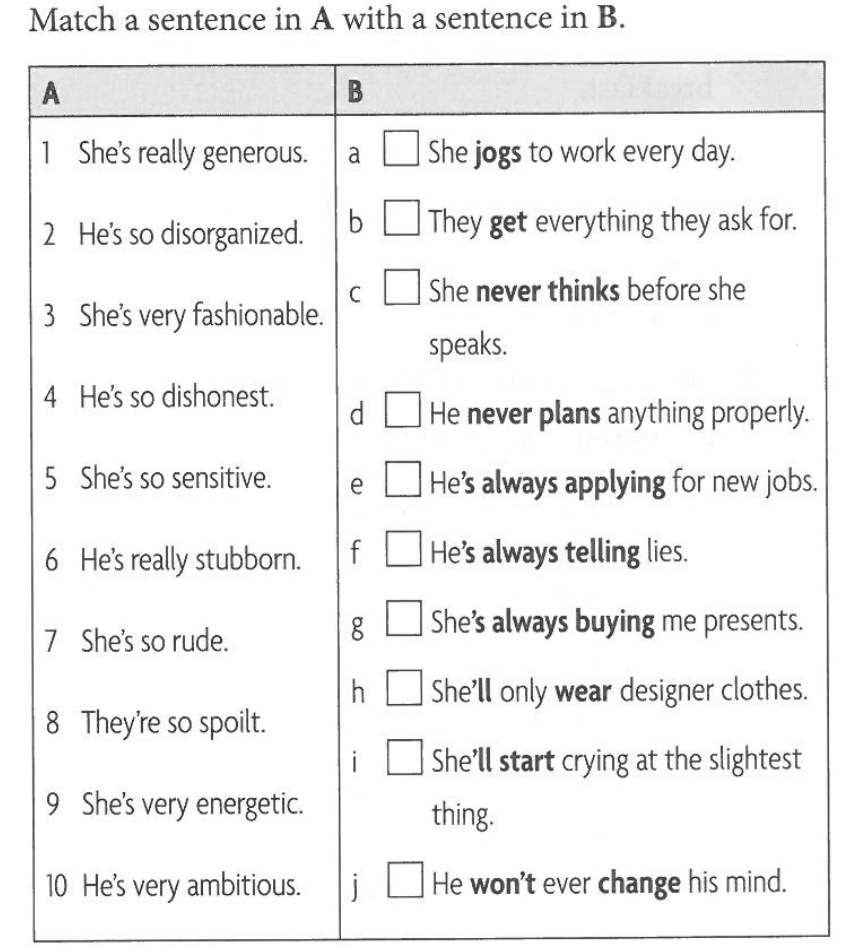 Match a sentence in A with a sentence in B.
A
B
1 She's really generous.
2 He's so disorganized.
3 She's very fashionable.
4 He's so dishonest.
5 She's so sensitive.
6 He's really stubborn.
7 She's so rude.
8 They're so spoilt.
9 She's very energetic.
10 He's very ambitious.
a She jogs to work every day.
b They get everything they ask for.
c She never thinks before she
speaks.
d He never plans anything properly.
e He's always applying for new jobs.
f He's always telling lies.
g She's always buying me presents.
h She'll only wear designer clothes.
i She'll start crying at the slightest
thing.
j He won't ever change his mind.